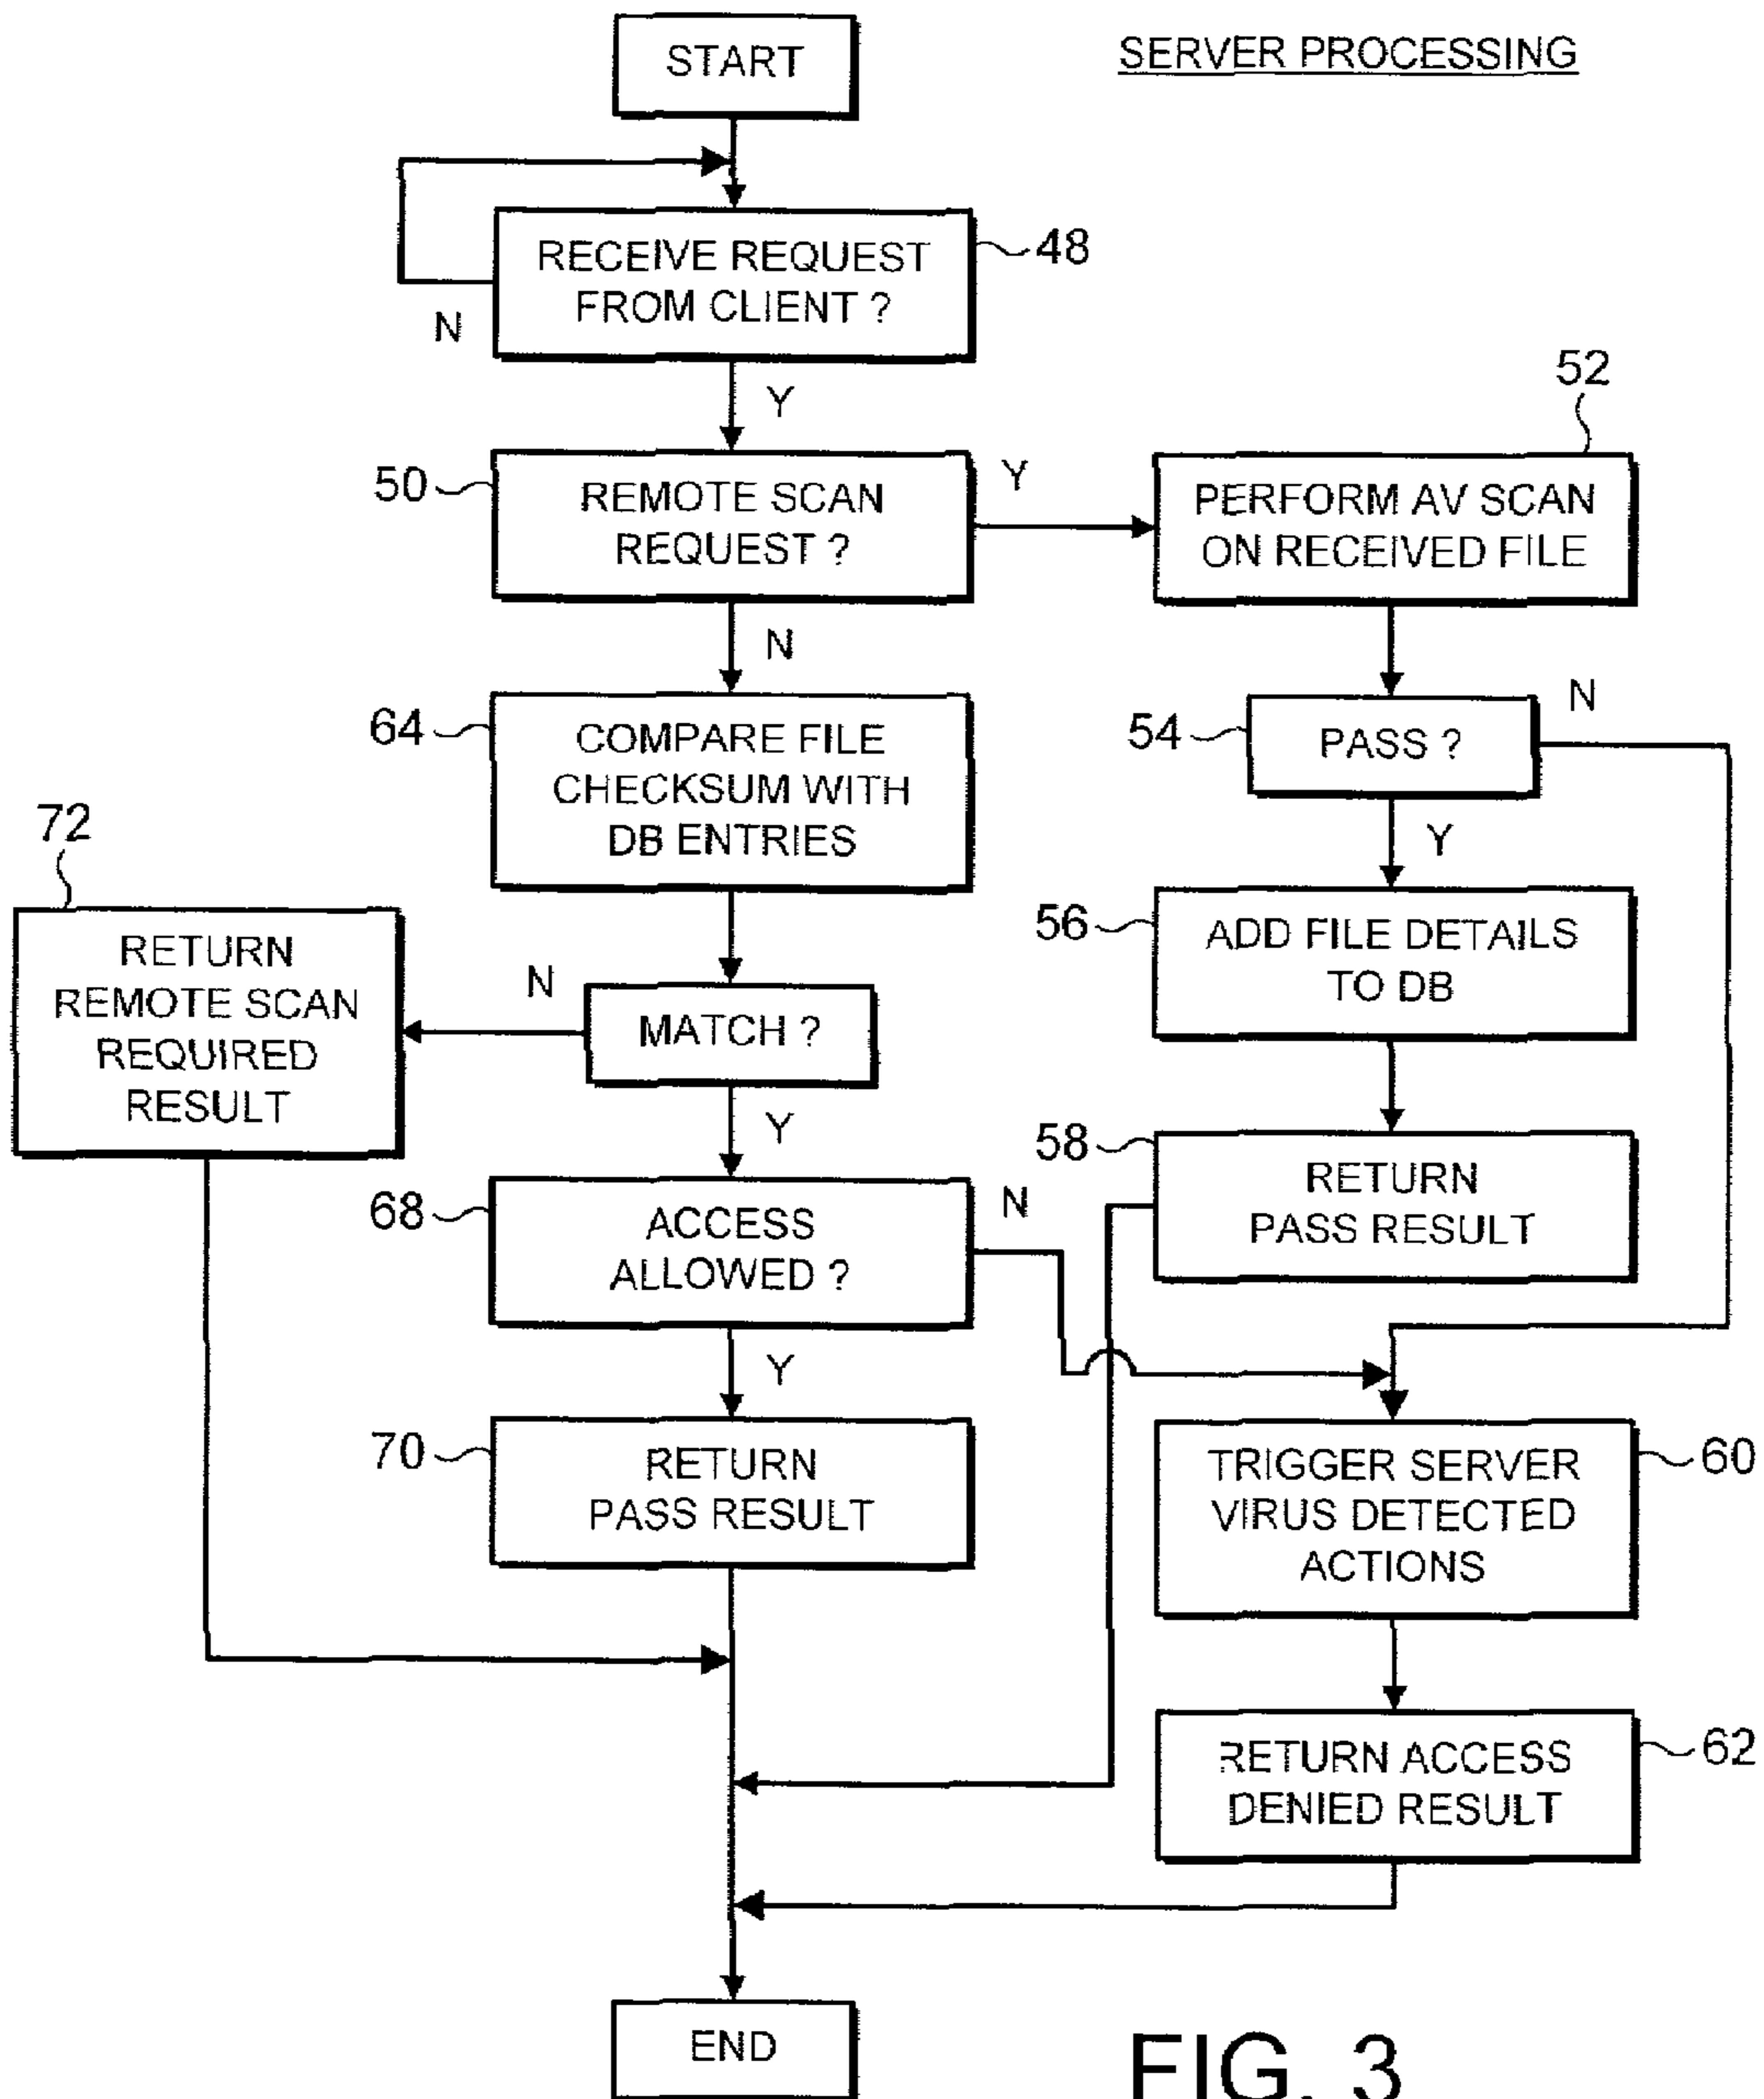 START
SERVER PROCESSING
RECEIVE REQUEST
FROM CLIENT ?
48
N
Y
50
REMOTE SCAN
REQUEST ?
Y
52
PERFORM AV SCAN
ON RECEIVED FILE
N
64
COMPARE FILE
CHECKSUM WITH
DB ENTRIES
54
PASS ?
N
Y
72
RETURN
REMOTE SCAN
REQUIRED
RESULT
N
MATCH ?
Y
56
ADD FILE DETAILS
TO DB
58
RETURN
PASS RESULT
68
ACCESS
ALLOWED ?
N
Y
70
RETURN
PASS RESULT
TRIGGER SERVER
VIRUS DETECTED
ACTIONS
60
RETURN ACCESS
DENIED RESULT
62
END
FIG. 3